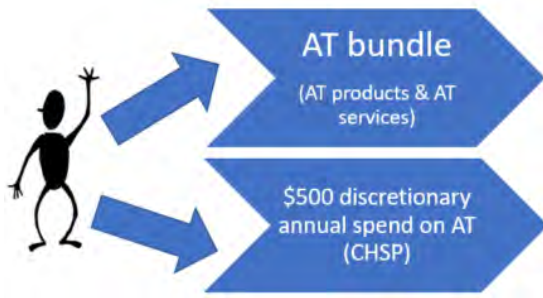 AT bundle
(AT products & AT
services)
$500 discretionary
annual spend on AT
(CHSP)